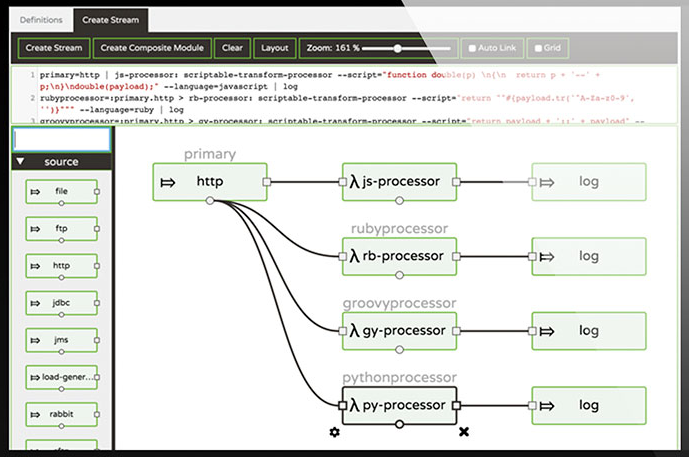 Definitions
Create Stream
Create Stream
Create Composite Module
Clear
Layout
Zoom: 161 %
Auto Link
Grid
1 primary=http | js-processor: scriptable-transform-processor --script="function double(p) \n{\n  return p + '--' +
p;\n}\ndouble(payload);" --language=javascript | log
2 rubyprocessor=:primary.http > rb-processor: scriptable-transform-processor --script="return ""#{payload.tr('^A-Za-z0-9',
'')}""" --language=ruby | log
3 groovyprocessor=:primary.http > gy-processor: scriptable-transform-processor --script="return payload + '::' + payload" --
source
file
ftp
http
jdbc
jms
load-gener...
rabbit
primary
http
js-processor
log
rubyprocessor
rb-processor
log
groovyprocessor
gy-processor
log
pythonprocessor
py-processor
log